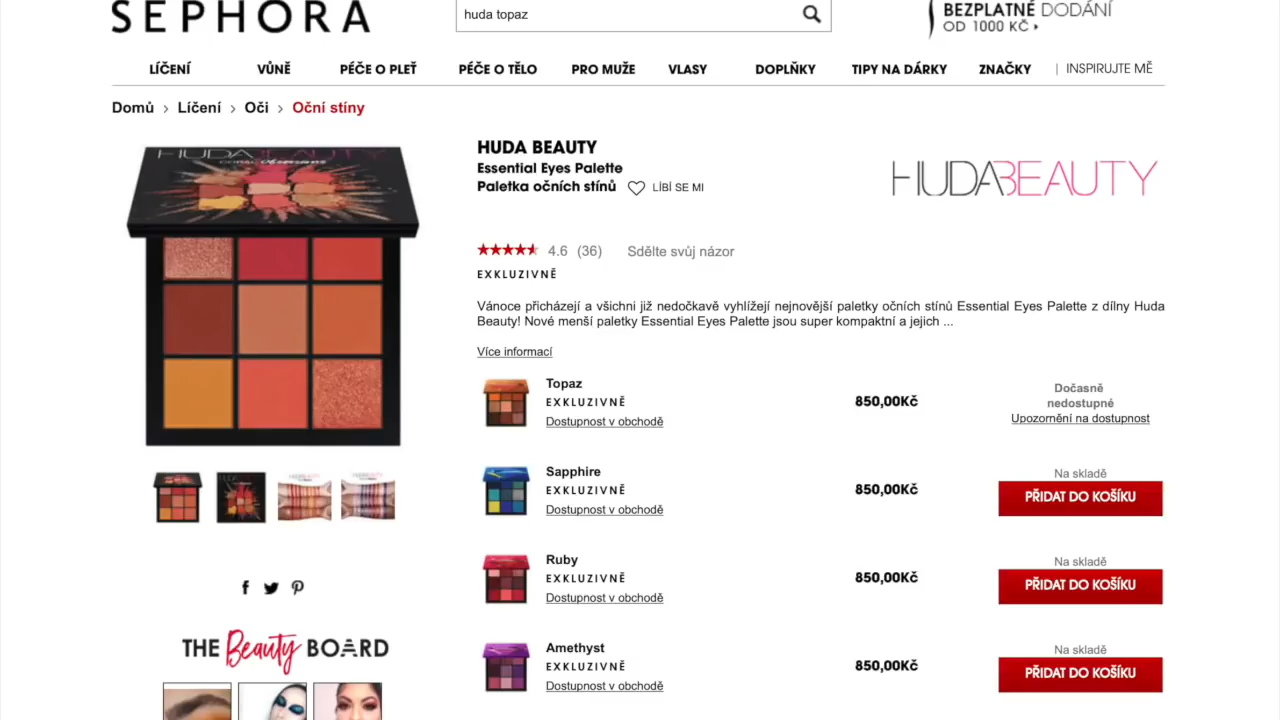 SEPHORA
huda topaz
BEZPLATNÉ DODÁNÍ
OD 1000 KČ
LÍČENÍ VŮNĚ PÉČE O PLEŤ PÉČE O TĚLO PRO MUŽE VLASY DOPLŇKY TIPY NA DÁRKY ZNAČKY | INSPIRUJTE MĚ
Domů > Líčení > Oči > Oční stíny
HUDA BEAUTY
HUDA BEAUTY
Essential Eyes Palette
Paletka očních stínů LÍBÍ SE MI
HUDABEAUTY
4.6 (36) Sdělte svůj názor
EXKLUZIVNĚ
Vánoce přicházejí a všichni již nedočkavě vyhlížejí nejnovější paletky očních stínů Essential Eyes Palette z dílny Huda
Beauty! Nové menší paletky Essential Eyes Palette jsou super kompaktní a jejich ...
Více informací
Topaz
EXKLUZIVNĚ
Dostupnost v obchodě
850,00Kč
Dočasně
nedostupné
Upozornění na dostupnost
Sapphire
EXKLUZIVNĚ
Dostupnost v obchodě
850,00Kč
Na skladě
PŘIDAT DO KOŠÍKU
Ruby
EXKLUZIVNĚ
Dostupnost v obchodě
850,00Kč
Na skladě
PŘIDAT DO KOŠÍKU
Amethyst
EXKLUZIVNĚ
Dostupnost v obchodě
850,00Kč
Na skladě
PŘIDAT DO KOŠÍKU
THE Beauty BOARD